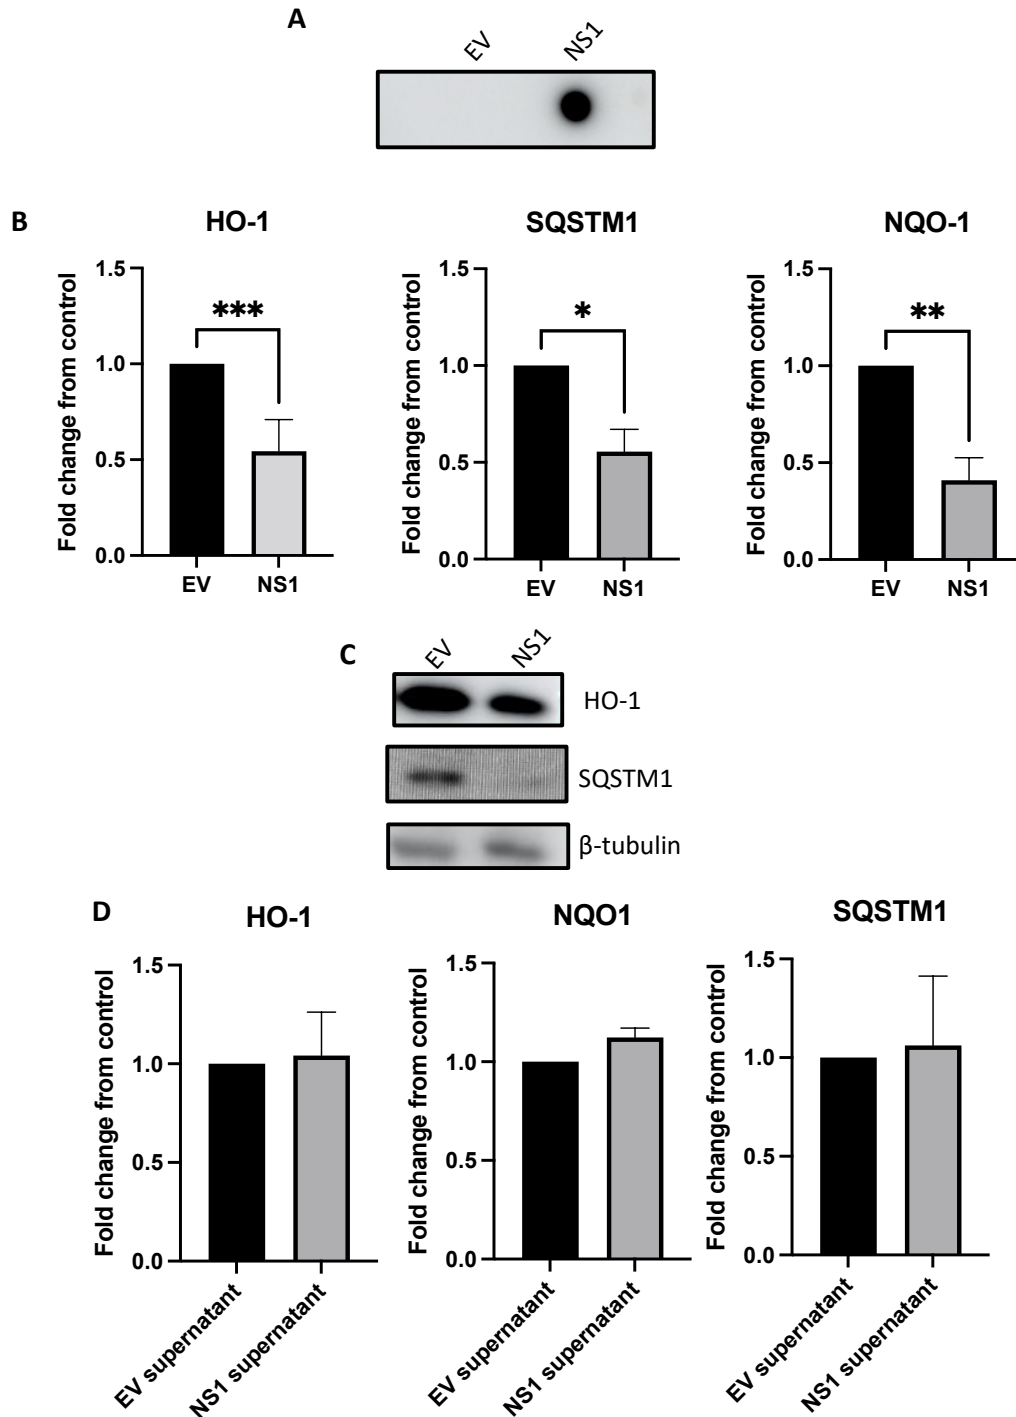 A
EV NS1
B
HO-1 SQSTM1 NQO-1
Fold change from control
1.5
1.0
0.5
0.0
***
EV NS1
Fold change from control
1.5
1.0
0.5
0.0
*
EV NS1
Fold change from control
1.5
1.0
0.5
0.0
**
EV NS1
C
EV NS1
HO-1
SQSTM1
β-tubulin
D
HO-1 NQO1 SQSTM1
Fold change from control
1.5
1.0
0.5
0.0
EV supernatant
NS1 supernatant
Fold change from control
1.5
1.0
0.5
0.0
EV supernatant
NS1 supernatant
Fold change from control
1.5
1.0
0.5
0.0
EV supernatant
NS1 supernatant